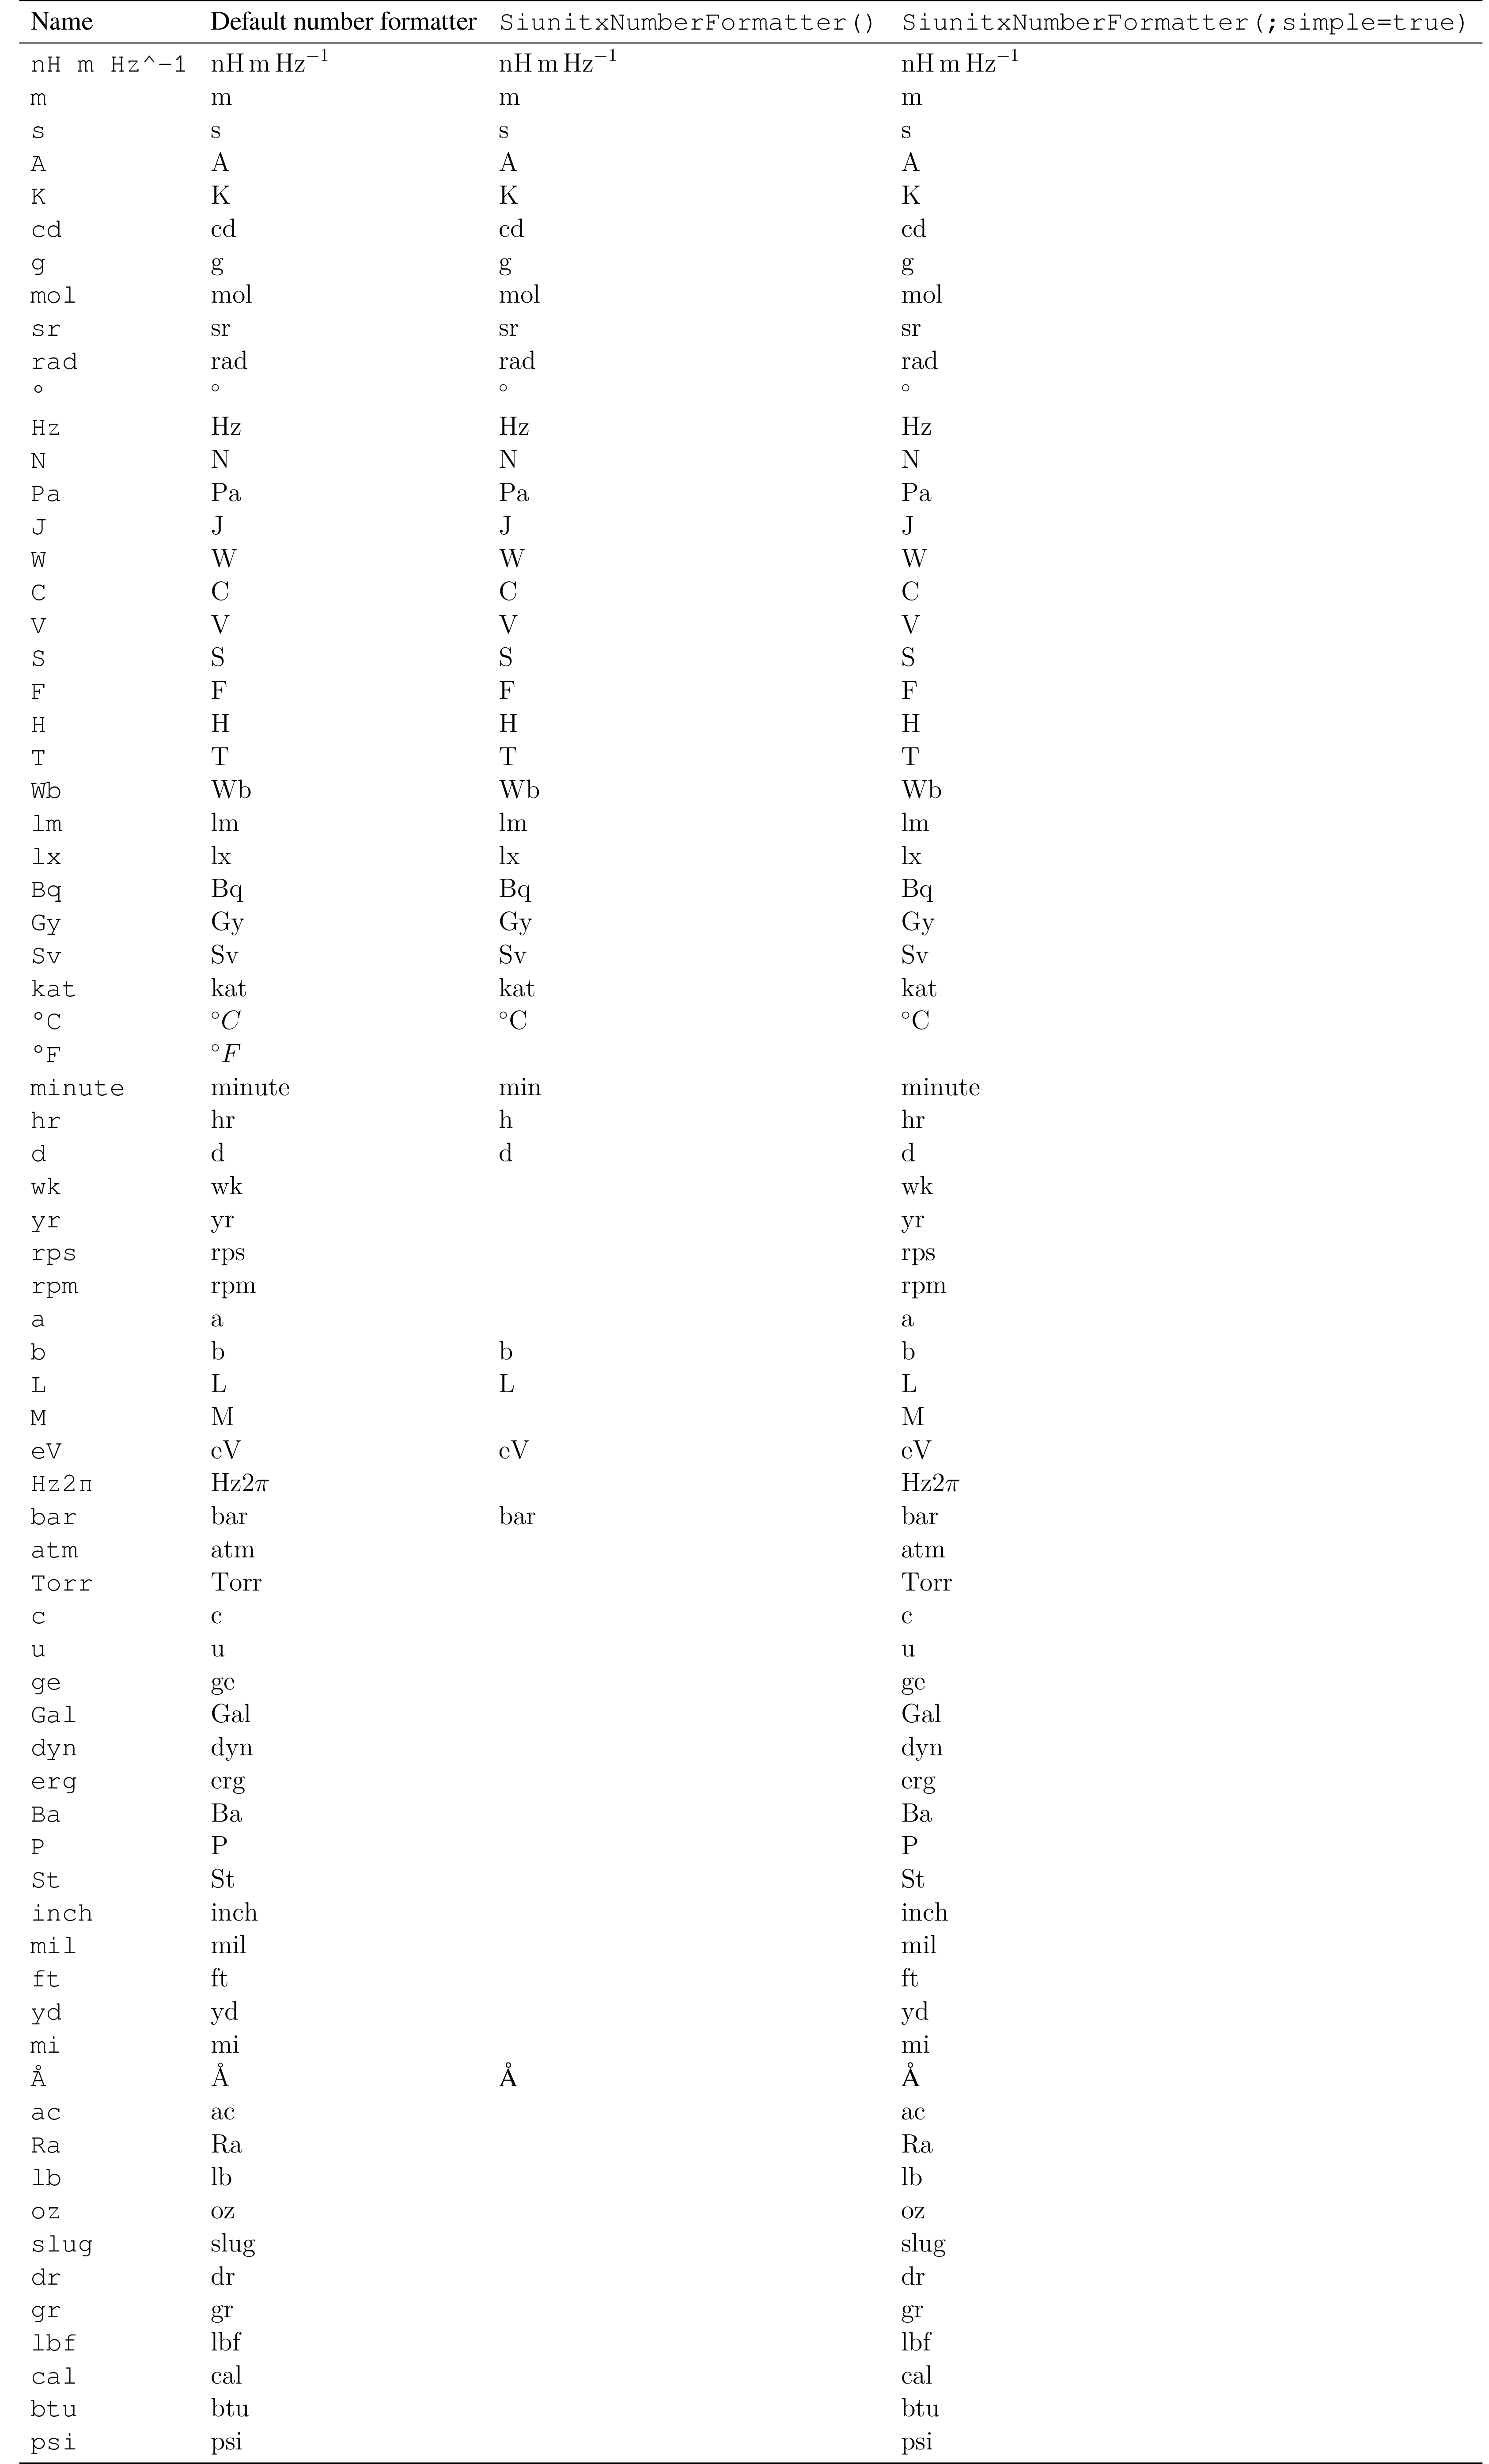 Name Default number formatter SiunitxNumberFormatter() SiunitxNumberFormatter(;simple=true)
nH m Hz^-1 nH m Hz⁻¹ nH m Hz⁻¹ nH m Hz⁻¹
m m m m
s s s s
A A A A
K K K K
cd cd cd cd
g g g g
mol mol mol mol
sr sr sr sr
rad rad rad rad
° ° ° °
Hz Hz Hz Hz
N N N N
Pa Pa Pa Pa
J J J J
W W W W
C C C C
V V V V
S S S S
F F F F
H H H H
T T T T
Wb Wb Wb Wb
lm lm lm lm
lx lx lx lx
Bq Bq Bq Bq
Gy Gy Gy Gy
Sv Sv Sv Sv
kat kat kat kat
°C °C °C °C
°F °F
minute minute min minute
hr hr h hr
d d d d
wk wk wk
yr yr yr
rps rps rps
rpm rpm rpm
a a a
b b b b
L L L L
M M M
eV eV eV eV
Hz2π Hz2π Hz2π
bar bar bar bar
atm atm atm
Torr Torr Torr
c c c
u u u
ge ge ge
Gal Gal Gal
dyn dyn dyn
erg erg erg
Ba Ba Ba
P P P
St St St
inch inch inch
mil mil mil
ft ft ft
yd yd yd
mi mi mi
Å Å Å Å
ac ac ac
Ra Ra Ra
lb lb lb
oz oz oz
slug slug slug
dr dr dr
gr gr gr
lbf lbf lbf
cal cal cal
btu btu btu
psi psi psi